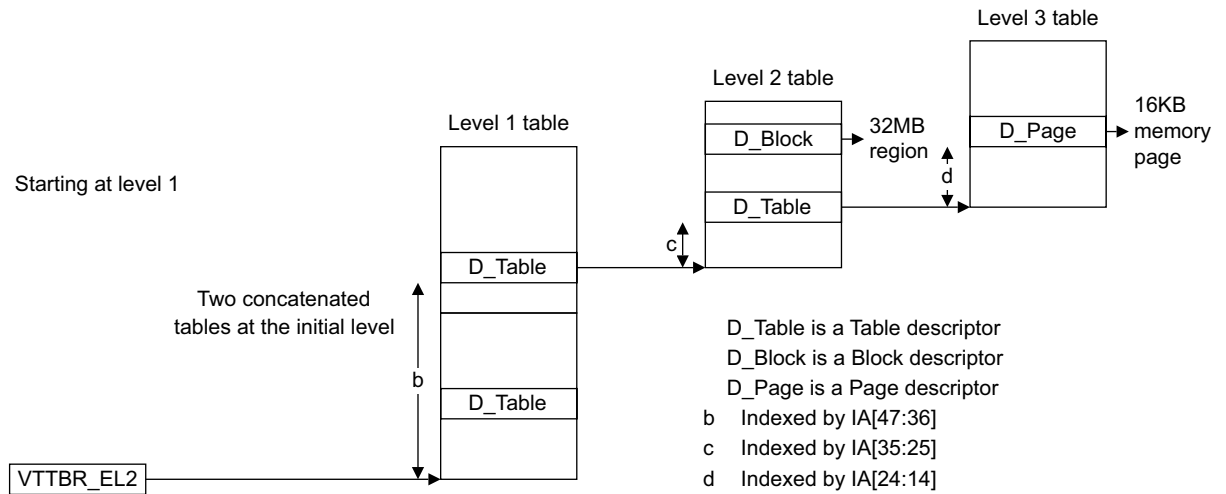 Level 3 table
Level 2 table
Level 1 table
D_Block
32MB
region
D_Page
16KB
memory
page
Starting at level 1
d
D_Table
c
D_Table
Two concatenated
tables at the initial level
b
D_Table
VTTBR_EL2
D_Table is a Table descriptor
D_Block is a Block descriptor
D_Page is a Page descriptor
b Indexed by IA[47:36]
c Indexed by IA[35:25]
d Indexed by IA[24:14]